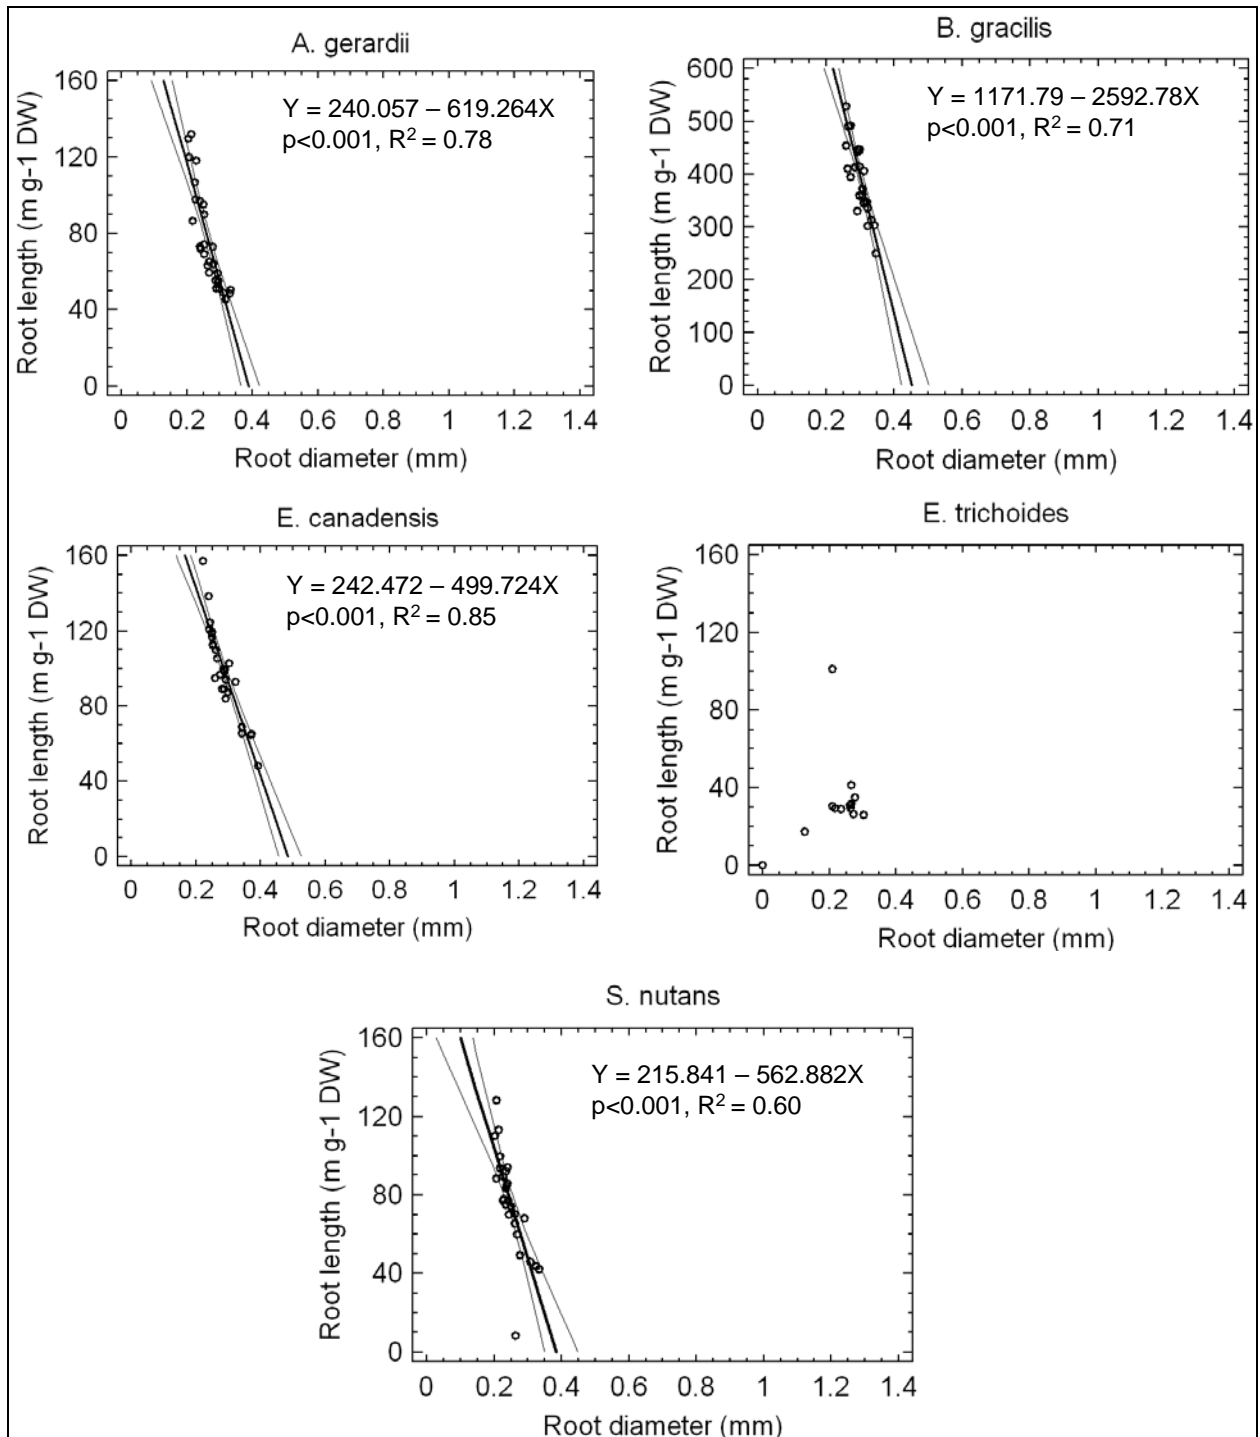 A. gerardii
Y = 240.057 – 619.264X
p<0.001, R² = 0.78
Root length (m g-1 DW)
160
120
80
40
0
0 0.2 0.4 0.6 0.8 1 1.2 1.4
Root diameter (mm)
B. gracilis
Y = 1171.79 – 2592.78X
p<0.001, R² = 0.71
Root length (m g-1 DW)
600
500
400
300
200
100
0
0 0.2 0.4 0.6 0.8 1 1.2 1.4
Root diameter (mm)
E. canadensis
Y = 242.472 – 499.724X
p<0.001, R² = 0.85
Root length (m g-1 DW)
160
120
80
40
0
0 0.2 0.4 0.6 0.8 1 1.2 1.4
Root diameter (mm)
E. trichoides
Root length (m g-1 DW)
160
120
80
40
0
0 0.2 0.4 0.6 0.8 1 1.2 1.4
Root diameter (mm)
S. nutans
Y = 215.841 – 562.882X
p<0.001, R² = 0.60
Root length (m g-1 DW)
160
120
80
40
0
0 0.2 0.4 0.6 0.8 1 1.2 1.4
Root diameter (mm)